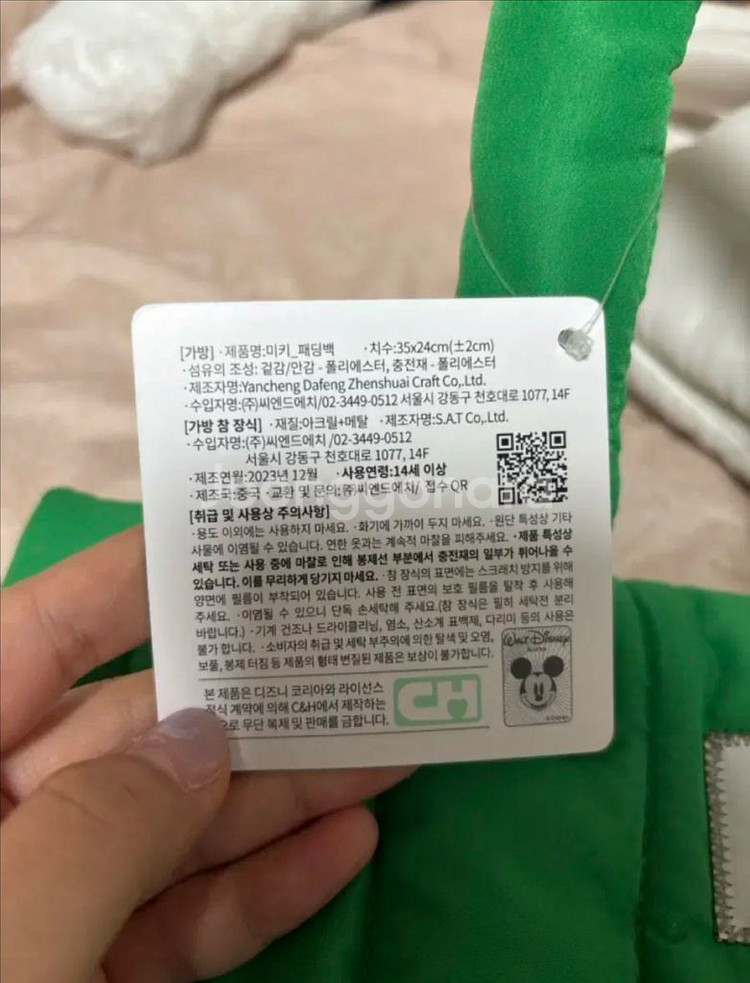 [가방] ·제품명:미키_패딩백 ·치수:35x24cm(±2cm)
·섬유의 조성: 겉감/안감 - 폴리에스터, 충전재 - 폴리에스터
·제조자명:Yancheng Dafeng Zhenshuai Craft Co,.Ltd.
·수입자명:(주)씨엔드에치/02-3449-0512 서울시 강동구 천호대로 1077, 14F
[가방 참 장식] ·재질:아크릴+메탈 ·제조자명:S.A.T Co,.Ltd.
·수입자명:(주)씨엔드에치 /02-3449-0512
서울시 강동구 천호대로 1077, 14F
·제조연월:2023년 12월 ·사용연령:14세 이상
·제조국:중국 ·교환 및 문의:㈜씨엔드에치/ 접수 QR
[취급 및 사용상 주의사항]
·용도 이외에는 사용하지 마세요. ·화기에 가까이 두지 마세요. ·원단 특성상 기타
사물에 이염될 수 있습니다. 연한 옷과는 계속적 마찰을 피해주세요. ·제품 특성상
세탁 또는 사용 중에 마찰로 인해 봉제선 부분에서 충전재의 일부가 튀어나올 수
있습니다. 이를 무리하게 당기지 마세요. ·참 장식의 표면에는 스크래치 방지를 위해
양면에 필름이 부착되어 있습니다. 사용 전 표면의 보호 필름을 탈착 후 사용해
주세요. ·이염될 수 있으니 단독 손세탁해 주세요.(참 장식은 필히 세탁전 분리
바랍니다.) ·기계 건조나 드라이클리닝, 염소, 산소계 표백제, 다리미 등의 사용은
불가 합니다. ·소비자의 취급 및 세탁 부주의에 의한 탈색 및 오염,
보풀, 봉제 터짐 등 제품의 형태 변질된 제품은 보상이 불가합니다.
본 제품은 디즈니 코리아와 라이선스
정식 계약에 의해 C&H에서 제작하는
으로 무단 복제 및 판매를 금합니다.
CH
WALT DISNEY
KOREA
©Disney